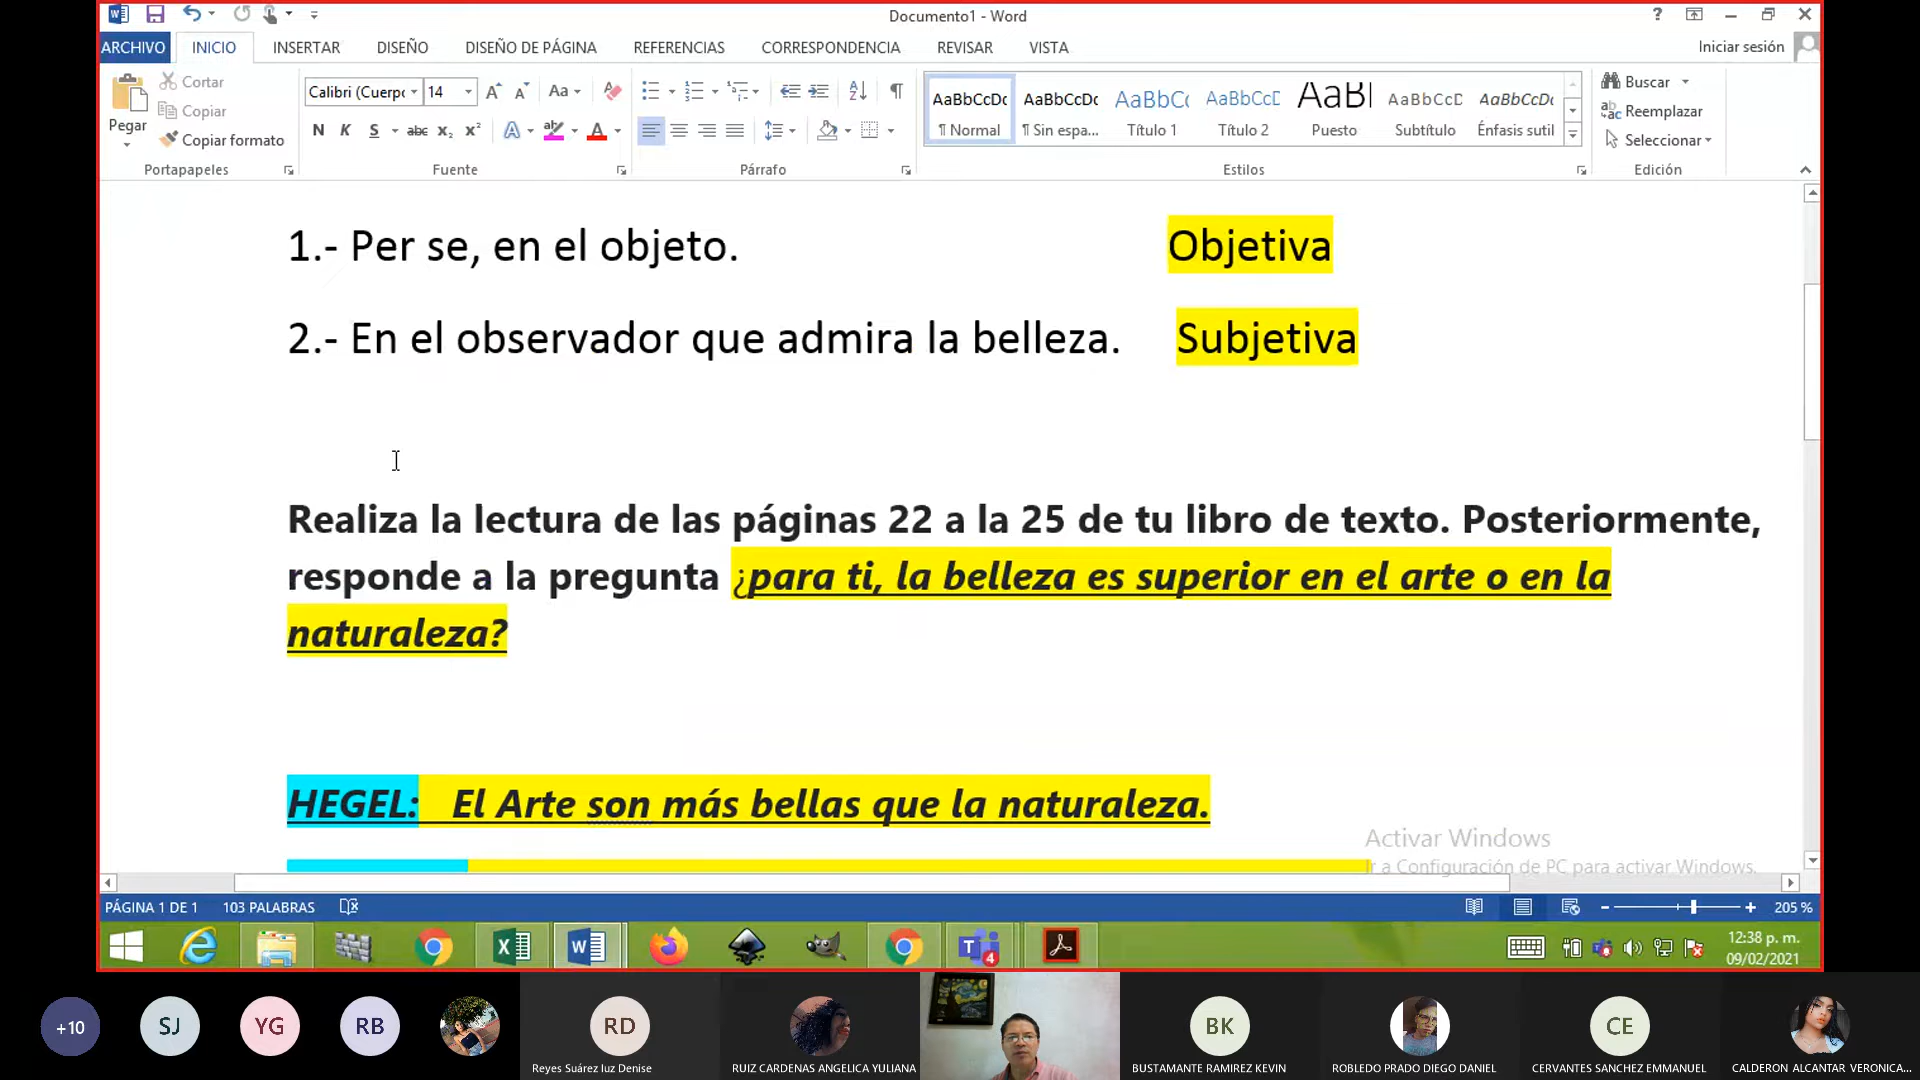 Documento1 - Word
ARCHIVO INICIO INSERTAR DISEÑO DISEÑO DE PÁGINA REFERENCIAS CORRESPONDENCIA REVISAR VISTA Iniciar sesión
Pegar
Cortar
Copiar
Copiar formato
Portapapeles
Calibri (Cuerpo 14
N K S abc x₂ x²
Fuente
Párrafo
AaBbCcDc AaBbCcDc AaBbCc AaBbCcD AaBl AaBbCcD AaBbCcDc
¶ Normal ¶ Sin espa... Título 1 Título 2 Puesto Subtítulo Énfasis sutil
Estilos
Buscar
Reemplazar
Seleccionar
Edición
1.- Per se, en el objeto. Objetiva
2.- En el observador que admira la belleza. Subjetiva
Realiza la lectura de las páginas 22 a la 25 de tu libro de texto. Posteriormente,
responde a la pregunta ¿para ti, la belleza es superior en el arte o en la
naturaleza?
HEGEL: El Arte son más bellas que la naturaleza.
Activar Windows
Ir a Configuración de PC para activar Windows.
PÁGINA 1 DE 1 103 PALABRAS 205 %
4
12:38 p. m.
09/02/2021
+10 SJ YG RB RD BK CE
Reyes Suárez luz Denise
RUIZ CARDENAS ANGELICA YULIANA
BUSTAMANTE RAMIREZ KEVIN
ROBLEDO PRADO DIEGO DANIEL
CERVANTES SANCHEZ EMMANUEL
CALDERON ALCANTAR VERONICA...